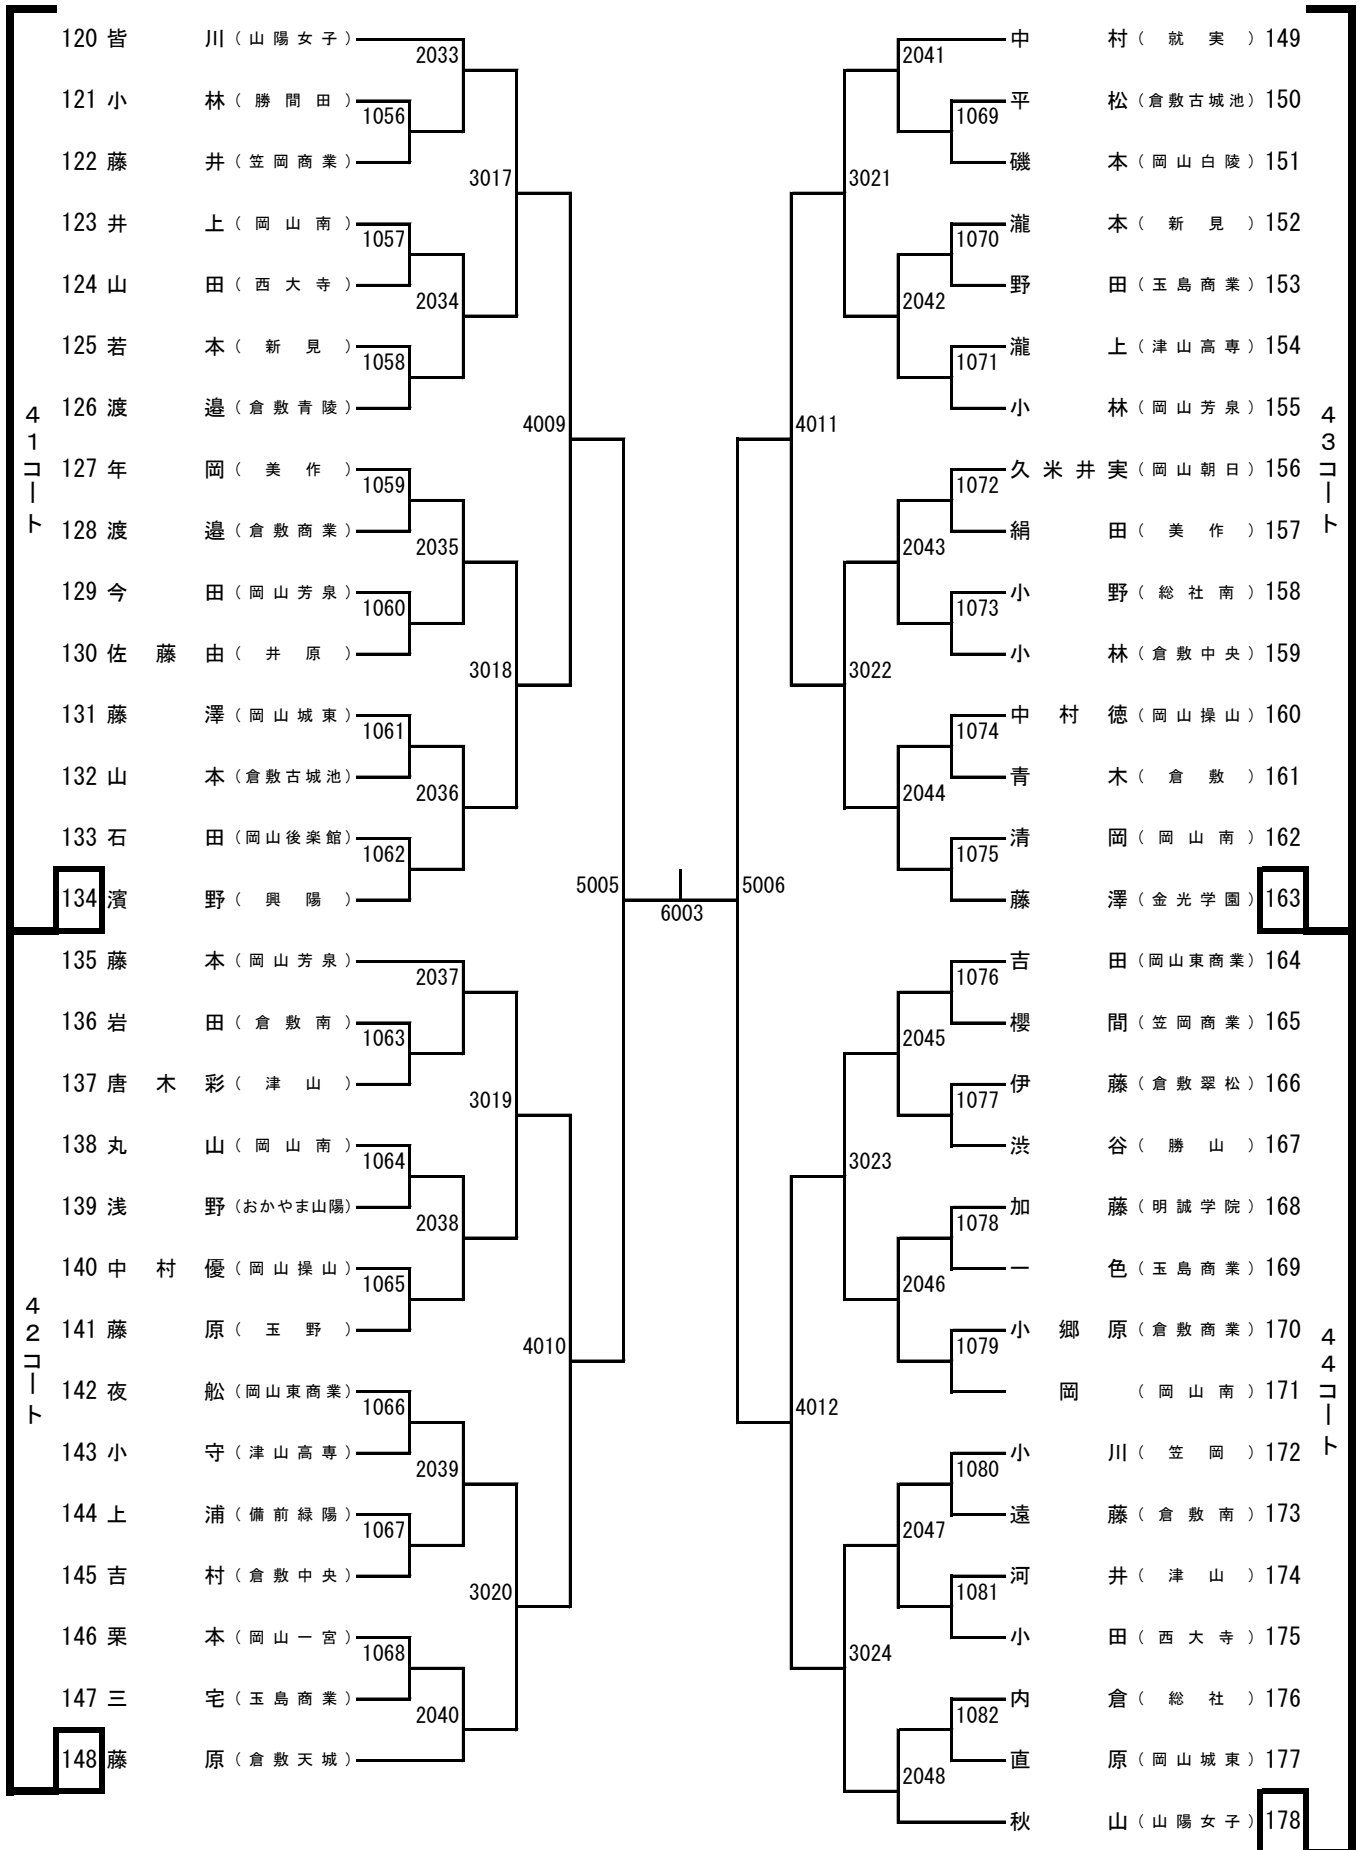 41コート
120 皆川 (山陽女子)
121 小林 (勝間田)
122 藤井 (笠岡商業)
123 井上 (岡山南)
124 山田 (西大寺)
125 若本 (新見)
126 渡邉 (倉敷青陵)
127 年岡 (美作)
128 渡邉 (倉敷商業)
129 今田 (岡山芳泉)
130 佐藤由 (井原)
131 藤澤 (岡山城東)
132 山本 (倉敷古城池)
133 石田 (岡山後楽館)
134 濱野 (興陽)
42コート
135 藤本 (岡山芳泉)
136 岩田 (倉敷南)
137 唐木彩 (津山)
138 丸山 (岡山南)
139 浅野 (おかやま山陽)
140 中村優 (岡山操山)
141 藤原 (玉野)
142 夜舩 (岡山東商業)
143 小守 (津山高専)
144 上浦 (備前緑陽)
145 吉村 (倉敷中央)
146 栗本 (岡山一宮)
147 三宅 (玉島商業)
148 藤原 (倉敷天城)
1056
1057
1058
1059
1060
1061
1062
1063
1064
1065
1066
1067
1068
2033
2034
2035
2036
2037
2038
2039
2040
3017
3018
3019
3020
4009
4010
5005
6003
5006
4011
4012
3021
3022
3023
3024
2041
2042
2043
2044
2045
2046
2047
2048
1069
1070
1071
1072
1073
1074
1075
1076
1077
1078
1079
1080
1081
1082
43コート
中村 (就実) 149
平松 (倉敷古城池) 150
磯本 (岡山白陵) 151
瀧本 (新見) 152
野田 (玉島商業) 153
瀧上 (津山高専) 154
小林 (岡山芳泉) 155
久米井実 (岡山朝日) 156
絹田 (美作) 157
小野 (総社南) 158
小林 (倉敷中央) 159
中村徳 (岡山操山) 160
青木 (倉敷) 161
清岡 (岡山南) 162
藤澤 (金光学園) 163
44コート
吉田 (岡山東商業) 164
櫻間 (笠岡商業) 165
伊藤 (倉敷翠松) 166
渋谷 (勝山) 167
加藤 (明誠学院) 168
一色 (玉島商業) 169
小郷原 (倉敷商業) 170
岡 (岡山南) 171
小川 (笠岡) 172
遠藤 (倉敷南) 173
河井 (津山) 174
小田 (西大寺) 175
内倉 (総社) 176
直原 (岡山城東) 177
秋山 (山陽女子) 178